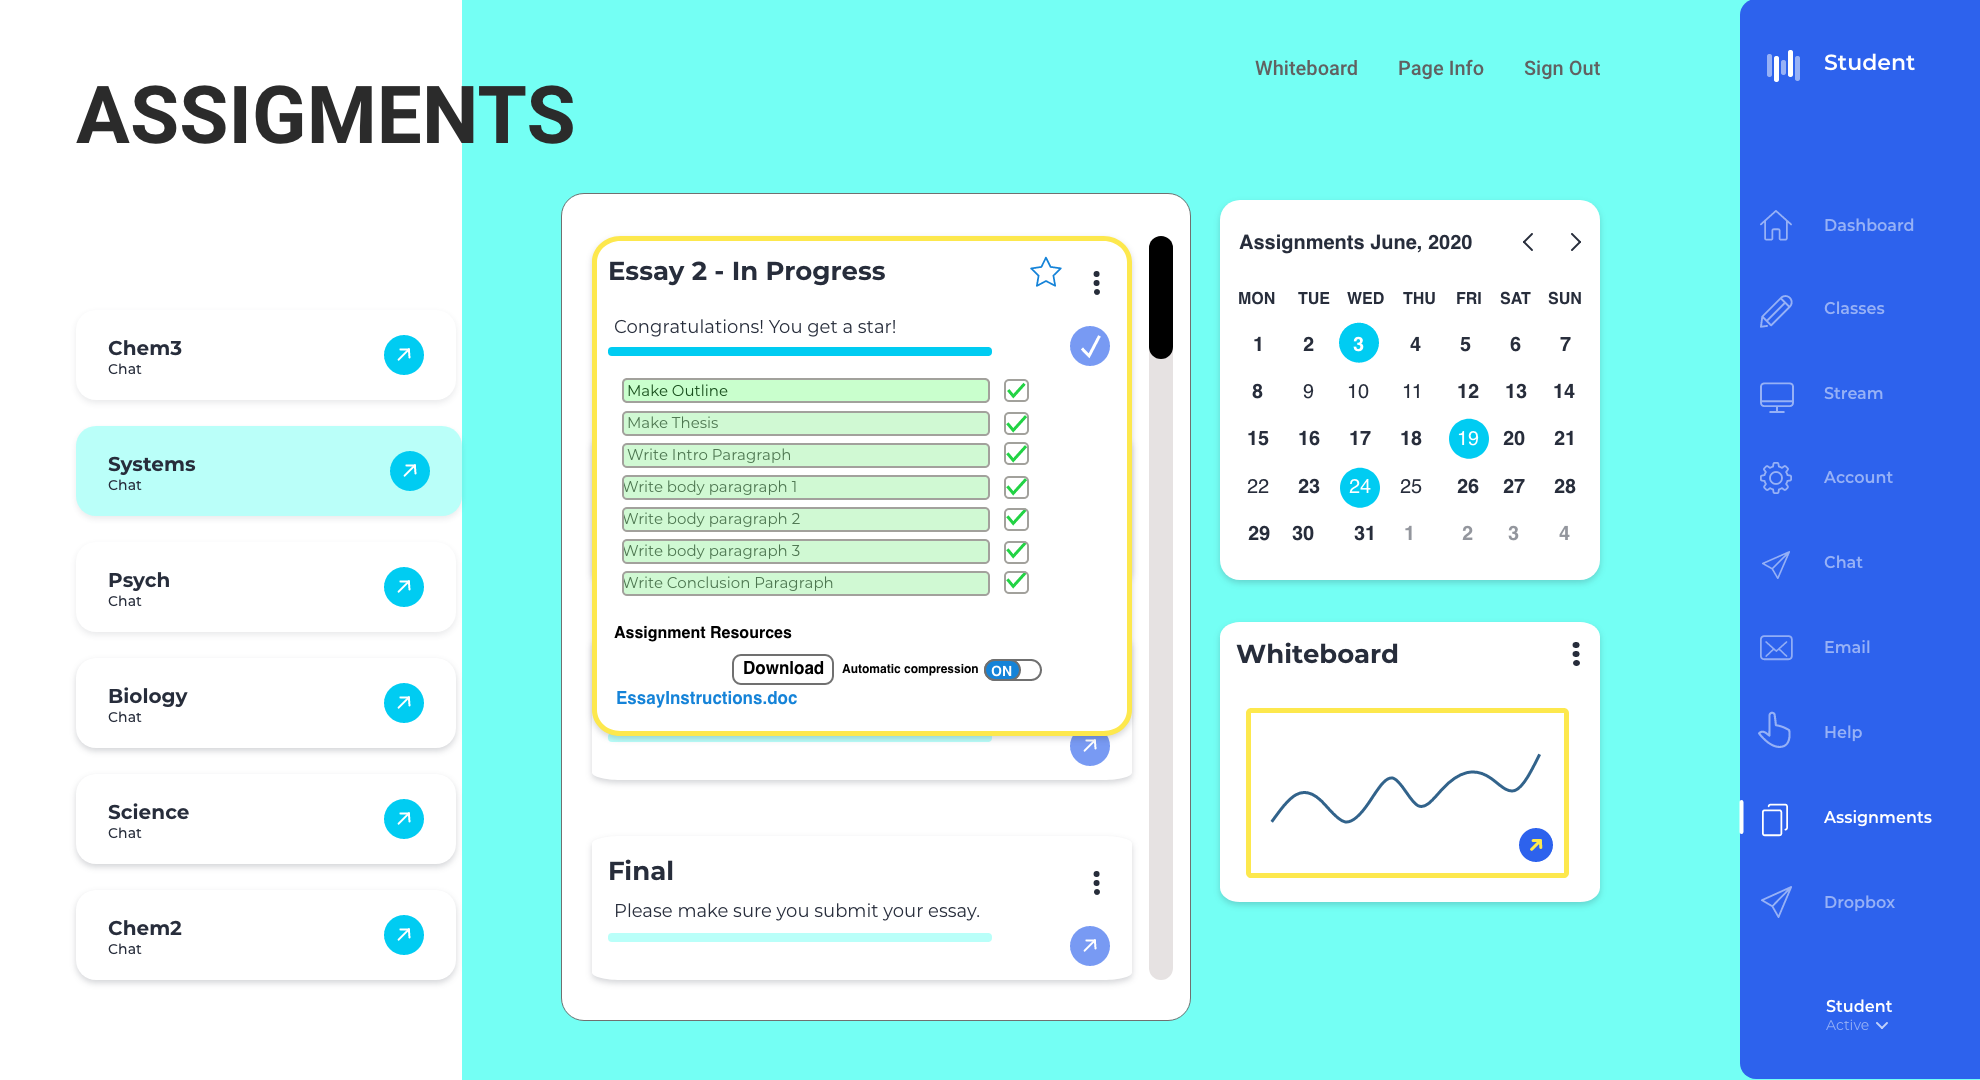 ASSIGMENTS
Whiteboard Page Info Sign Out
Student
Chem3
Chat
Systems
Chat
Psych
Chat
Biology
Chat
Science
Chat
Chem2
Chat
Essay 2 - In Progress
Congratulations! You get a star!
Make Outline
Make Thesis
Write Intro Paragraph
Write body paragraph 1
Write body paragraph 2
Write body paragraph 3
Write Conclusion Paragraph
Assignment Resources
Download Automatic compression ON
EssayInstructions.doc
Final
Please make sure you submit your essay.
Assignments June, 2020
MON TUE WED THU FRI SAT SUN
1 2 3 4 5 6 7
8 9 10 11 12 13 14
15 16 17 18 19 20 21
22 23 24 25 26 27 28
29 30 31 1 2 3 4
Whiteboard
Dashboard
Classes
Stream
Account
Chat
Email
Help
Assignments
Dropbox
Student
Active